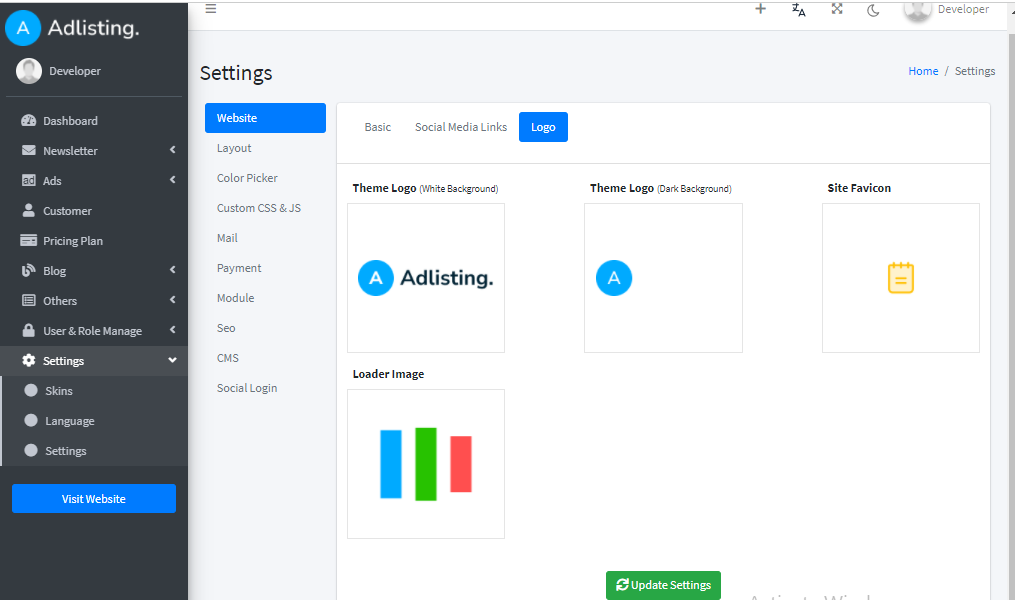 A Adlisting.
Developer
Dashboard
Newsletter
ad Ads
Customer
Pricing Plan
Blog
Others
User & Role Manage
Settings
Skins
Language
Settings
Visit Website
Developer
Settings
Home / Settings
Website
Layout
Color Picker
Custom CSS & JS
Mail
Payment
Module
Seo
CMS
Social Login
Basic Social Media Links Logo
Theme Logo (White Background)
A Adlisting.
Theme Logo (Dark Background)
A
Site Favicon
Loader Image
Update Settings